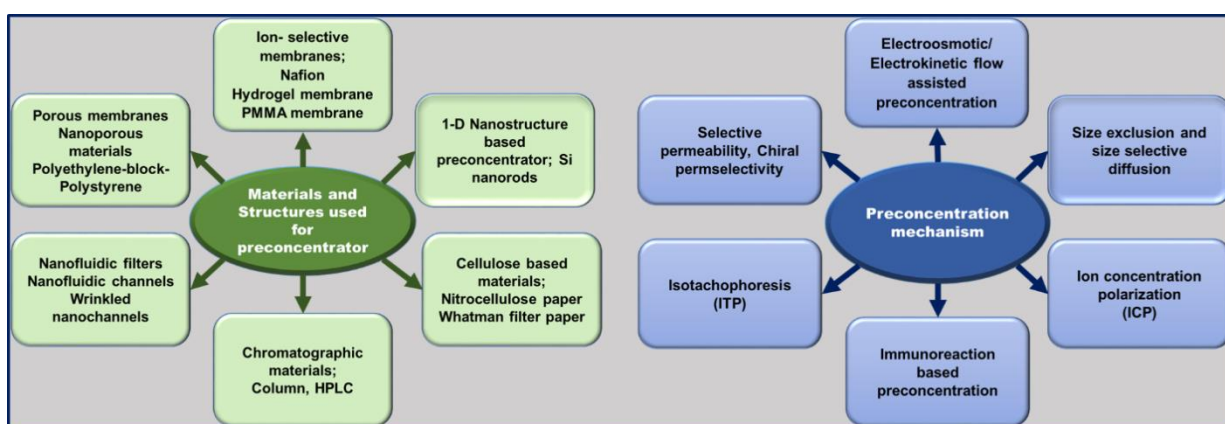 Ion- selective
membranes;
Nafion
Hydrogel membrane
PMMA membrane
Porous membranes
Nanoporous
materials
Polyethylene-block-
Polystyrene
1-D Nanostructure
based
preconcentrator; Si
nanorods
Materials and
Structures used
for
preconcentrator
Nanofluidic filters
Nanofluidic channels
Wrinkled
nanochannels
Cellulose based
materials;
Nitrocellulose paper
Whatman filter paper
Chromatographic
materials;
Column, HPLC
Electroosmotic/
Electrokinetic flow
assisted
preconcentration
Selective
permeability, Chiral
permselectivity
Size exclusion and
size selective
diffusion
Preconcentration
mechanism
Isotachophoresis
(ITP)
Ion concentration
polarization
(ICP)
Immunoreaction
based
preconcentration